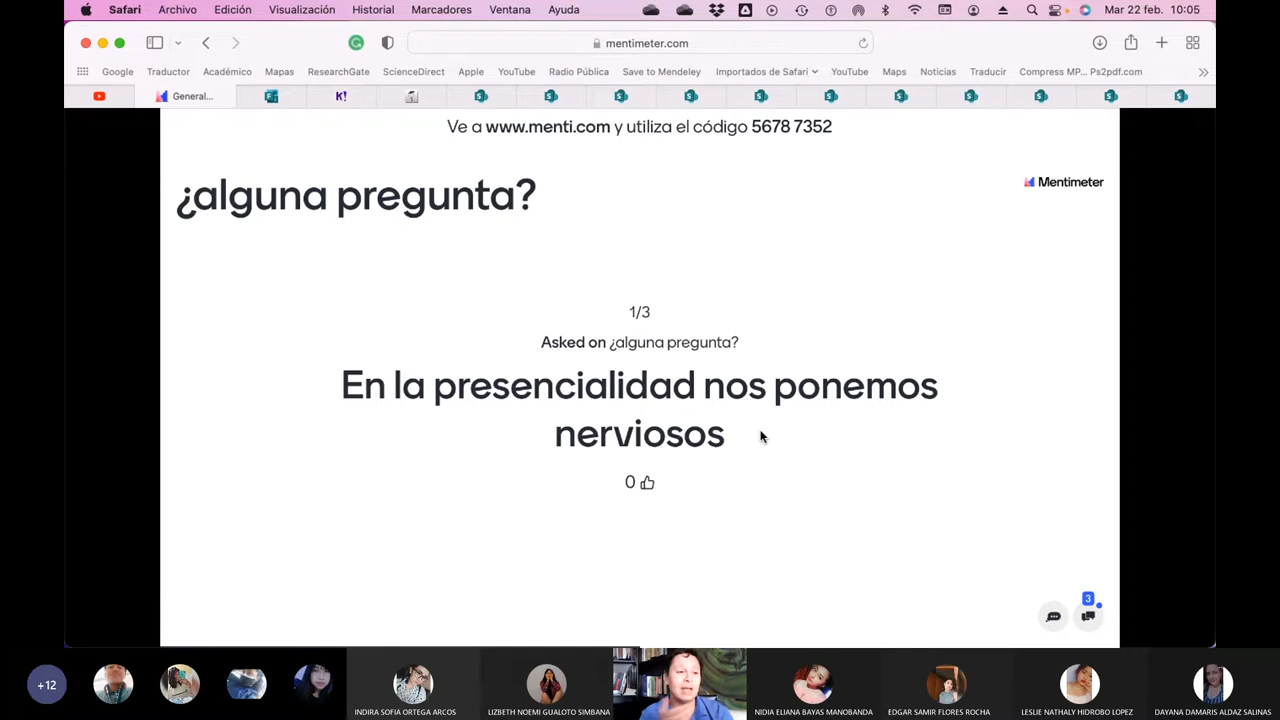 Safari Archivo Edición Visualización Historial Marcadores Ventana Ayuda Mar 22 feb. 10:05
mentimeter.com
Google Traductor Académico Mapas ResearchGate ScienceDirect Apple YouTube Radio Pública Save to Mendeley Importados de Safari YouTube Maps Noticias Traducir Compress MP... Ps2pdf.com
General... K!
Ve a www.menti.com y utiliza el código 5678 7352
¿alguna pregunta?
Mentimeter
1/3
Asked on ¿alguna pregunta?
En la presencialidad nos ponemos
nerviosos
0
3
+12
INDIRA SOFIA ORTEGA ARCOS LIZBETH NOEMI GUALOTO SIMBANA NIDIA ELIANA BAYAS MANOBANDA EDGAR SAMIR FLORES ROCHA LESLIE NATHALY HIDROBO LOPEZ DAYANA DAMARIS ALDAZ SALINAS